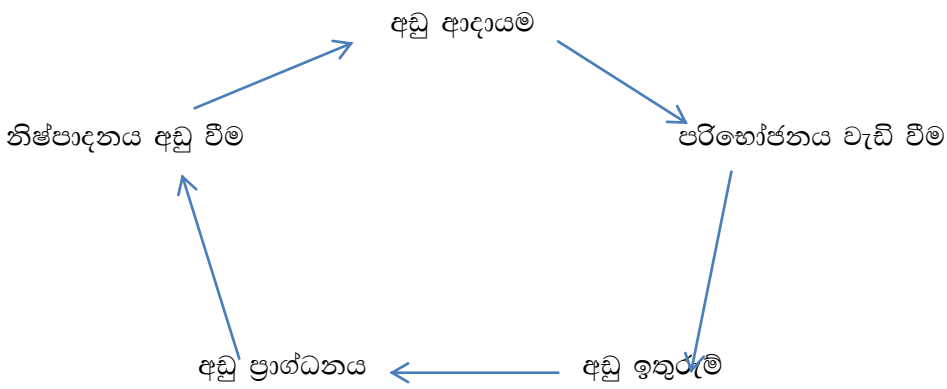 අඩු ආදායම
නිෂ්පාදනය අඩු වීම
පරිභෝජනය වැඩි වීම
අඩු ප්‍රාග්ධනය
අඩු ඉතුරුම්